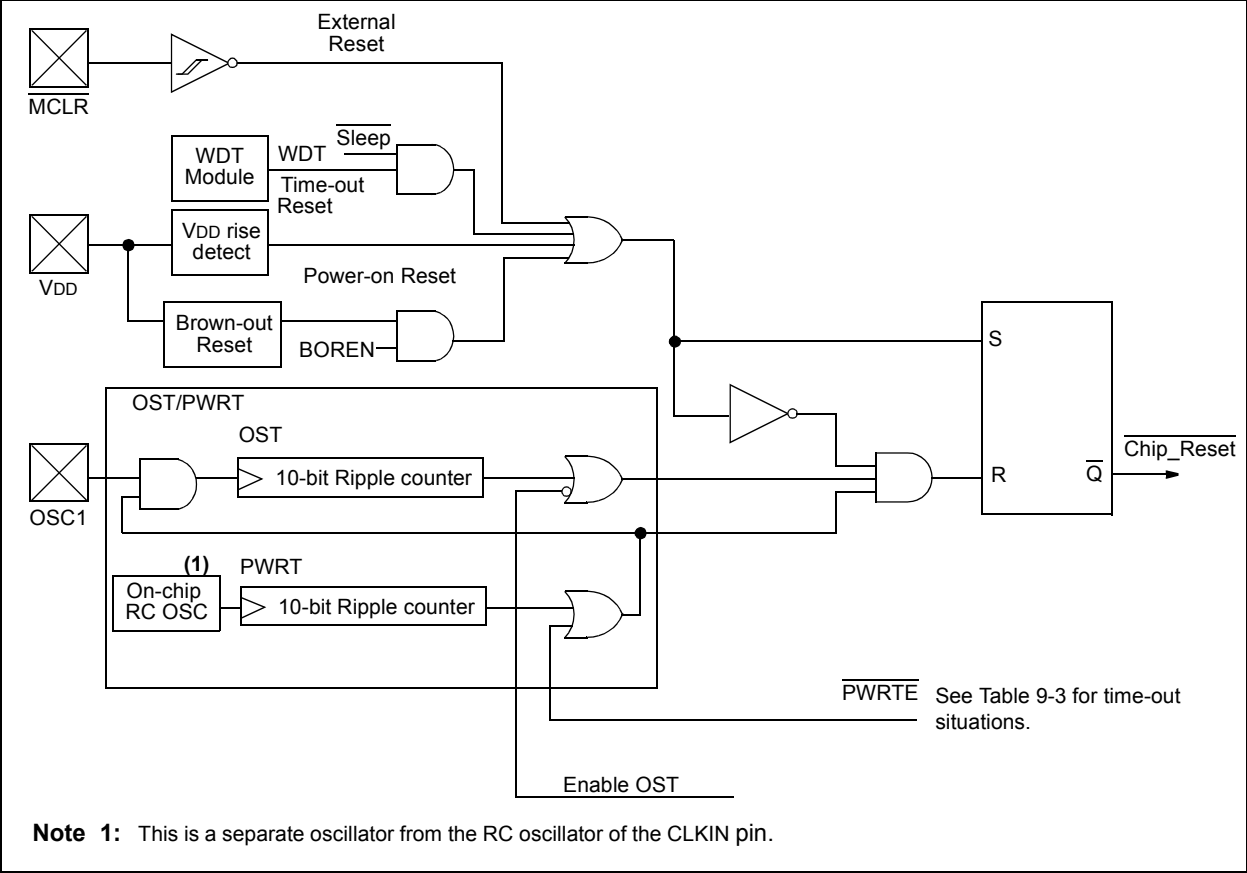 External
Reset
MCLR
WDT
Module
WDT
Sleep
Time-out
Reset
VDD
VDD rise
detect
Power-on Reset
Brown-out
Reset
BOREN
S
R
Q
Chip_Reset
OST/PWRT
OST
10-bit Ripple counter
OSC1
(1)
On-chip
RC OSC
PWRT
10-bit Ripple counter
PWRTE
See Table 9-3 for time-out
situations.
Enable OST
Note 1: This is a separate oscillator from the RC oscillator of the CLKIN pin.